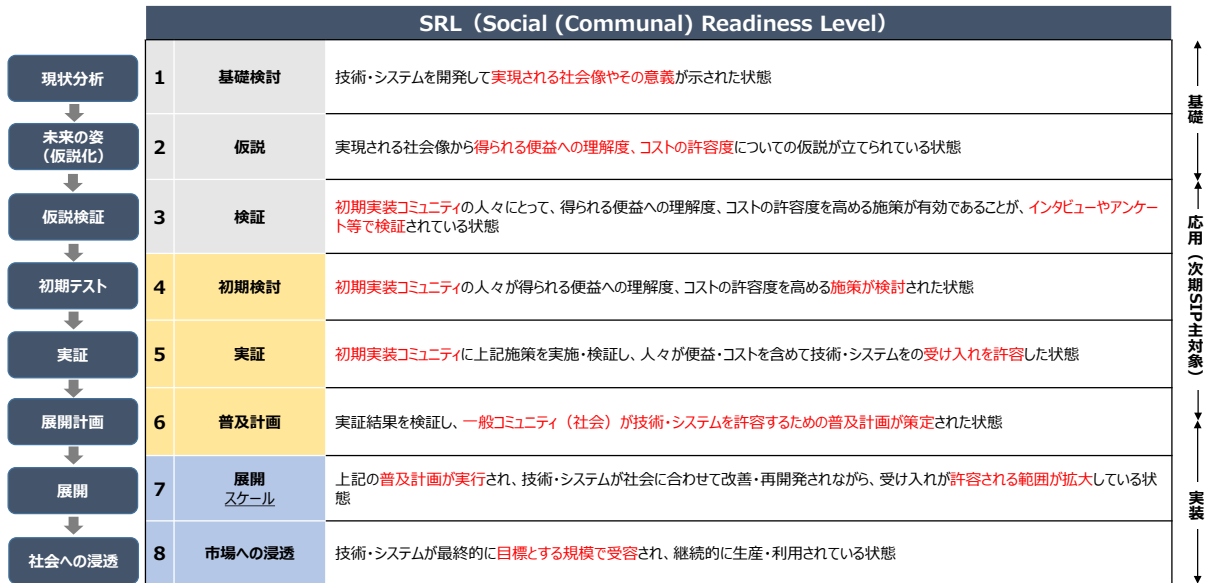 SRL（Social (Communal) Readiness Level）
現状分析
1
基礎検討
技術・システムを開発して実現される社会像やその意義が示された状態
未来の姿
（仮説化）
2
仮説
実現される社会像から得られる便益への理解度、コストの許容度についての仮説が立てられている状態
基礎
仮説検証
3
検証
初期実装コミュニティの人々にとって、得られる便益への理解度、コストの許容度を高める施策が有効であることが、インタビューやアンケー
ト等で検証されている状態
初期テスト
4
初期検討
初期実装コミュニティの人々が得られる便益への理解度、コストの許容度を高める施策が検討された状態
実証
5
実証
初期実装コミュニティに上記施策を実施・検証し、人々が便益・コストを含めて技術・システムをの受け入れを許容した状態
応用（次期SIP主対象）
展開計画
6
普及計画
実証結果を検証し、一般コミュニティ（社会）が技術・システムを許容するための普及計画が策定された状態
展開
7
展開
スケール
上記の普及計画が実行され、技術・システムが社会に合わせて改善・再開発されながら、受け入れが許容される範囲が拡大している状
態
実装
社会への浸透
8
市場への浸透
技術・システムが最終的に目標とする規模で受容され、継続的に生産・利用されている状態